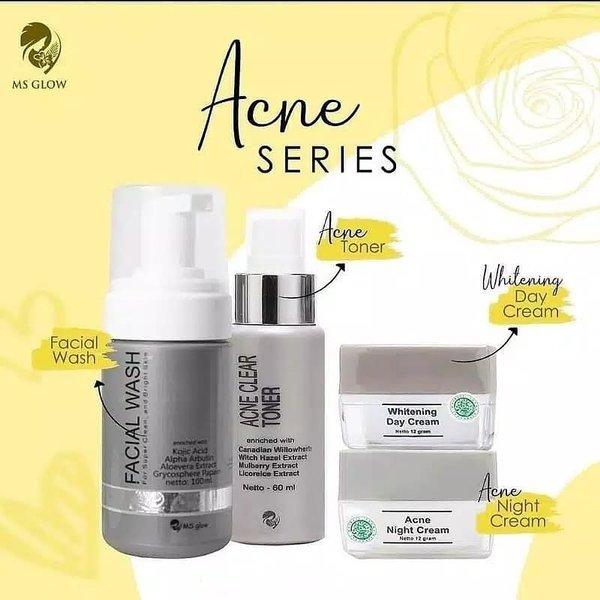 MS GLOW
Acne
SERIES
Acne
Toner
Whitening
Day
Cream
Facial
Wash
FACIAL WASH
For Super Clean, and Bright Skin
enriched with
Kojic Acid
Alpha Arbutin
Aloevera Extract
Grycosphere Papain
netto: 100ml
MS glow
ACNE CLEAR
TONER
enriched with
Canadian Willowherb
Witch Hazel Extract
Mulberry Extract
Licoreice Extract
Netto - 60 ml
Whitening
Day Cream
Netto 12 gram
Acne
Night Cream
Netto 12 gram
Acne
Night
Cream